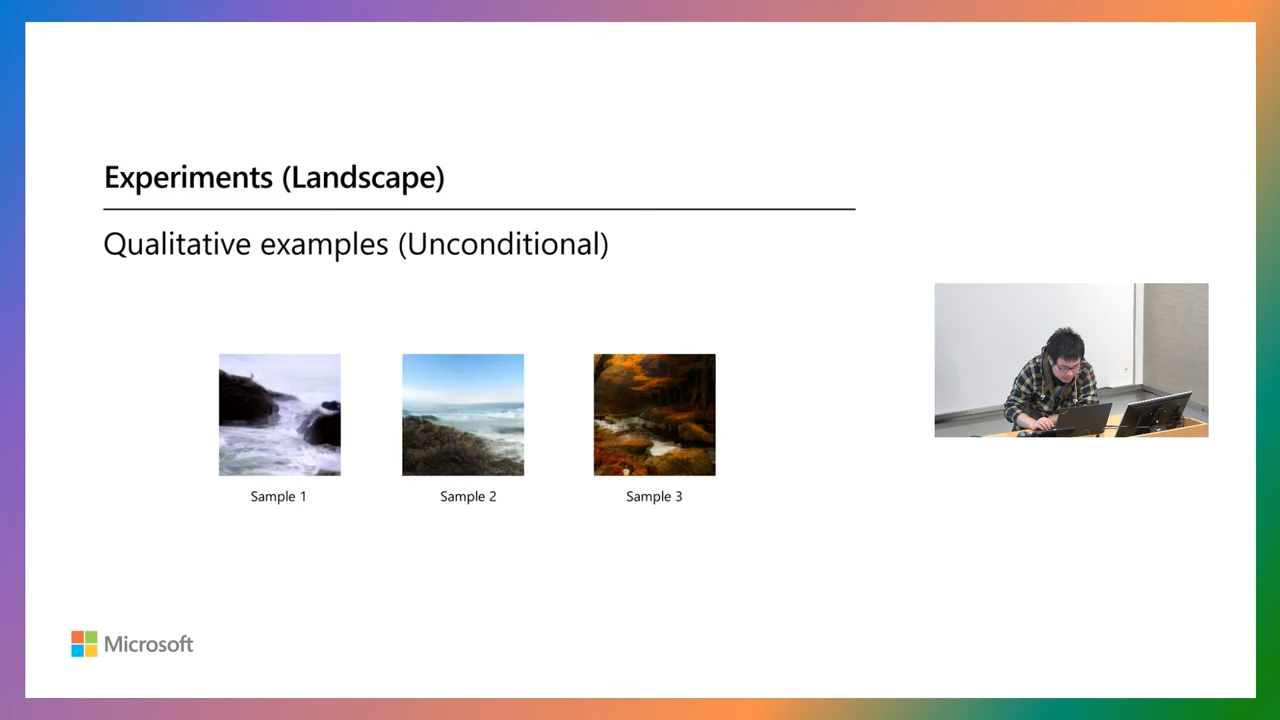 Experiments (Landscape)
Qualitative examples (Unconditional)
Sample 1
Sample 2
Sample 3
Microsoft